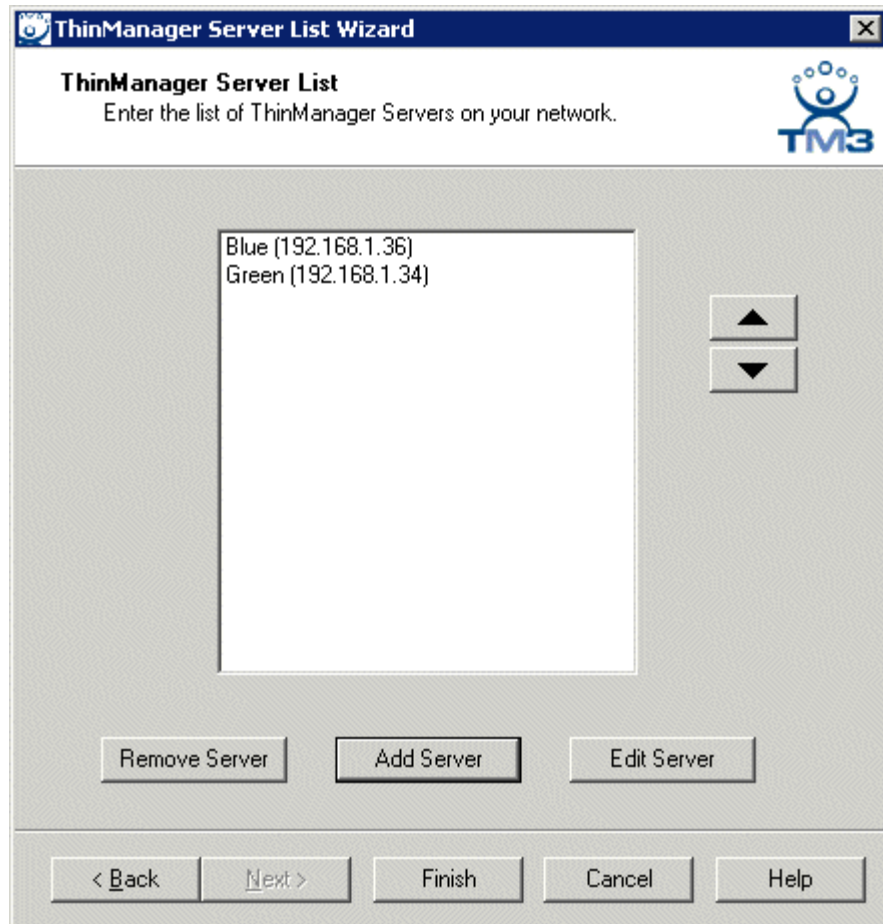 ThinManager Server List Wizard
ThinManager Server List
Enter the list of ThinManager Servers on your network.
TM3
Blue (192.168.1.36)
Green (192.168.1.34)
Remove Server
Add Server
Edit Server
< Back
Next >
Finish
Cancel
Help